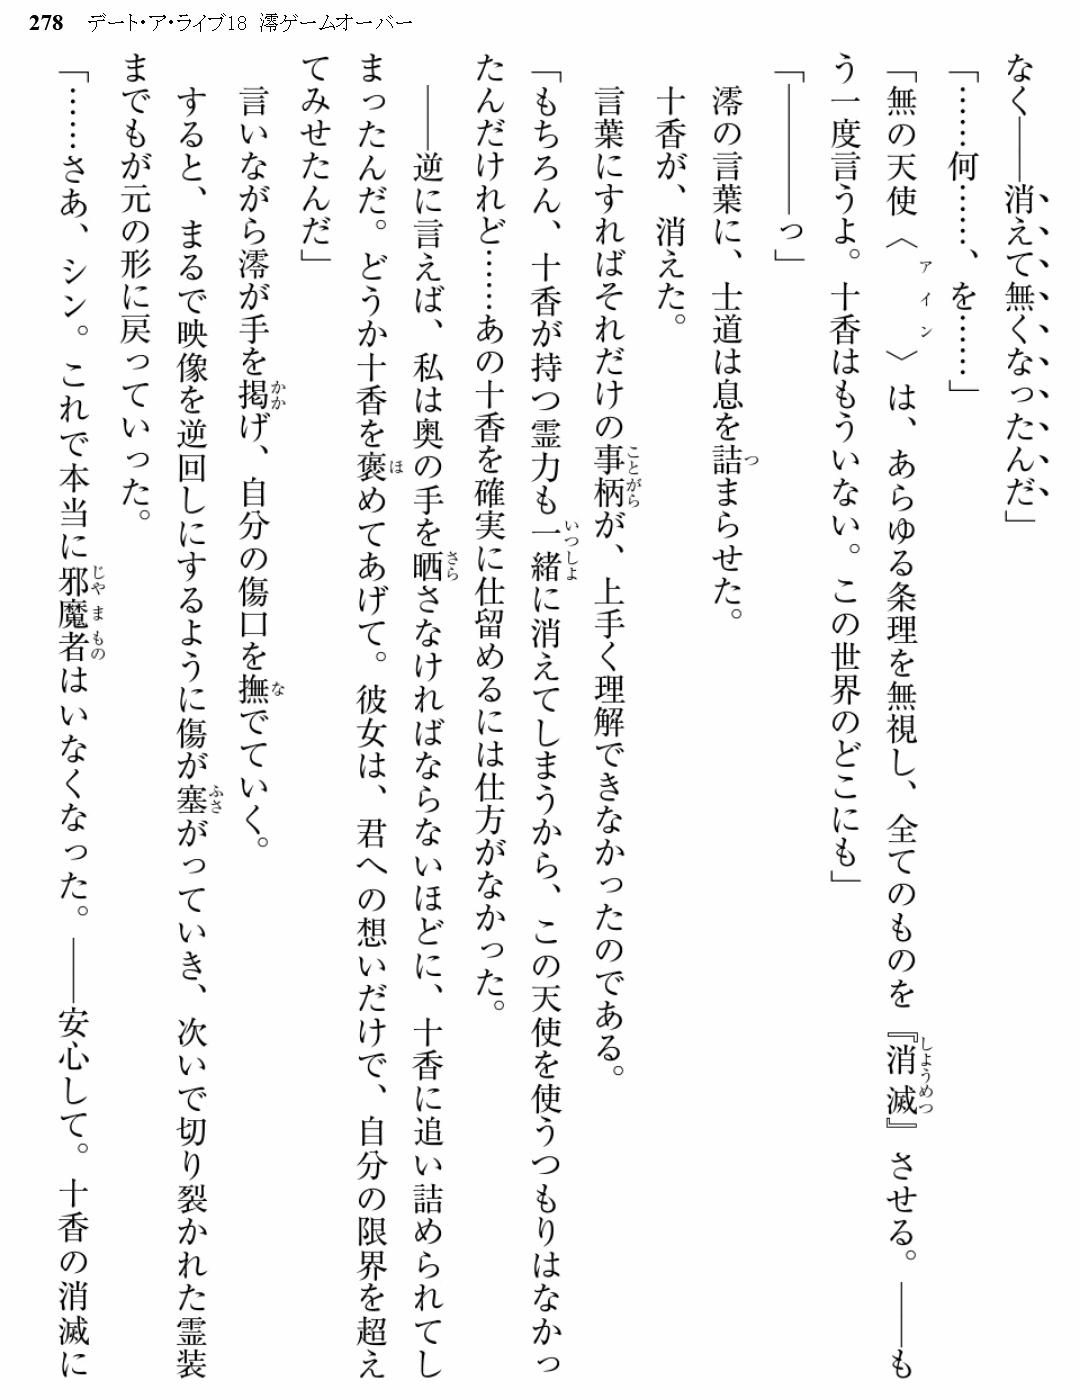 278 デート・ア・ライブ18 澪ゲームオーバー
なく――消えて無くなったんだ」
「……何……、を……」
「無の天使〈アイン〉は、あらゆる条理を無視し、全てのものを『消滅』させる。――も
う一度言うよ。十香はもういない。この世界のどこにも」
「――――っ」
澪の言葉に、士道は息を詰まらせた。
十香が、消えた。
言葉にすればそれだけの事柄が、上手く理解できなかったのである。
「もちろん、十香が持つ霊力も一緒に消えてしまうから、この天使を使うつもりはなかっ
たんだけれど……あの十香を確実に仕留めるには仕方がなかった。
――逆に言えば、私は奥の手を晒さなければならないほどに、十香に追い詰められてし
まったんだ。どうか十香を褒めてあげて。彼女は、君への想いだけで、自分の限界を超え
てみせたんだ」
言いながら澪が手を掲げ、自分の傷口を撫でていく。
すると、まるで映像を逆回しにするように傷が塞がっていき、次いで切り裂かれた霊装
までもが元の形に戻っていった。
「……さあ、シン。これで本当に邪魔者はいなくなった。――安心して。十香の消滅に